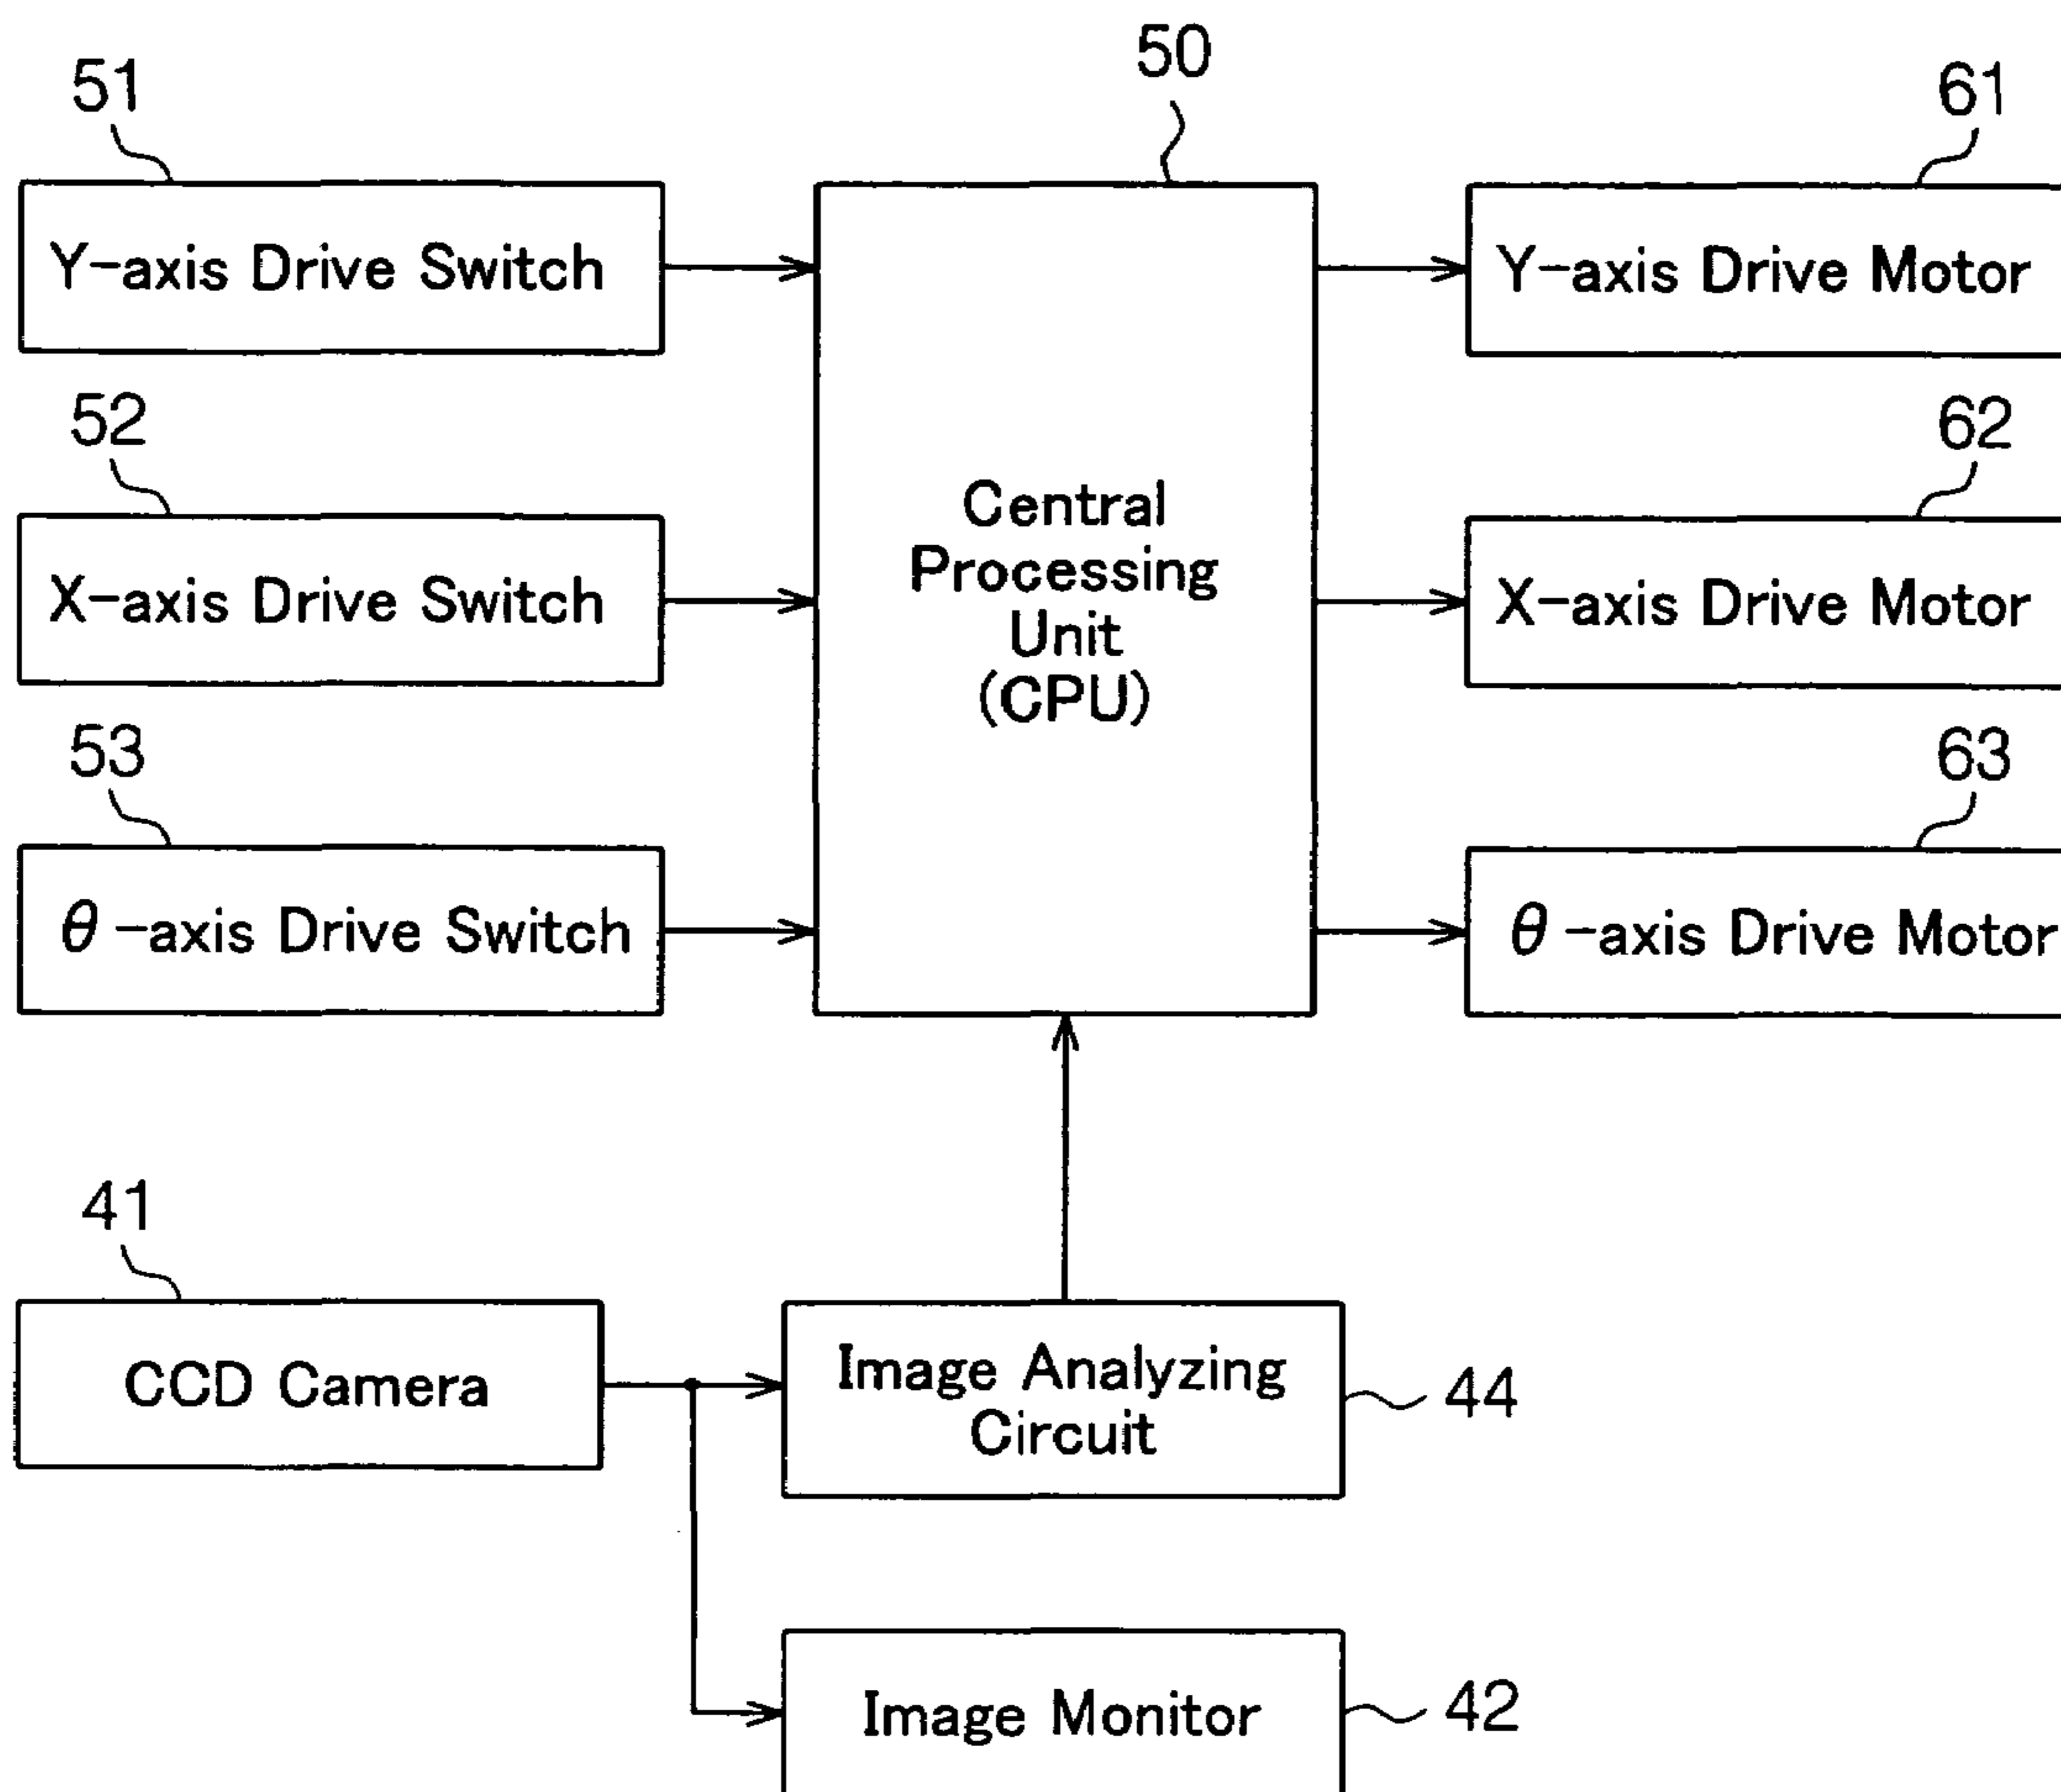 50
51
61
Y-axis Drive Switch
Y-axis Drive Motor
52
62
Central
Processing
Unit
(CPU)
X-axis Drive Switch
X-axis Drive Motor
53
63
θ-axis Drive Switch
θ-axis Drive Motor
41
CCD Camera
Image Analyzing
Circuit
44
Image Monitor
42